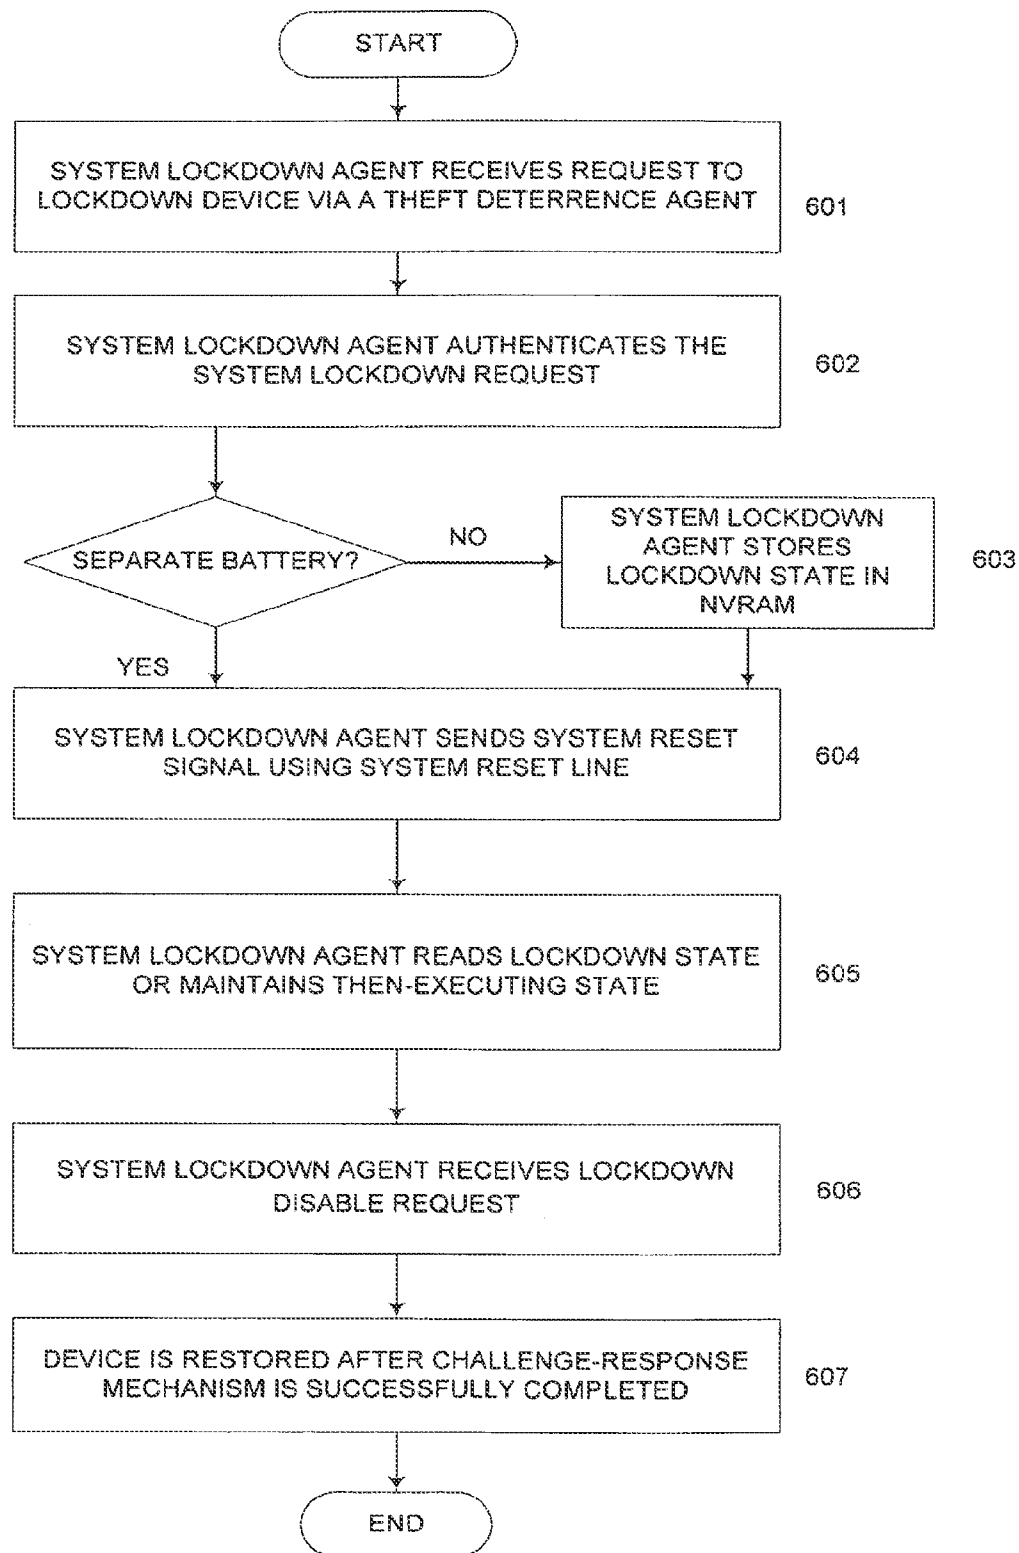 START
SYSTEM LOCKDOWN AGENT RECEIVES REQUEST TO
LOCKDOWN DEVICE VIA A THEFT DETERRENCE AGENT
601
SYSTEM LOCKDOWN AGENT AUTHENTICATES THE
SYSTEM LOCKDOWN REQUEST
602
SEPARATE BATTERY?
NO
SYSTEM LOCKDOWN
AGENT STORES
LOCKDOWN STATE IN
NVRAM
603
YES
SYSTEM LOCKDOWN AGENT SENDS SYSTEM RESET
SIGNAL USING SYSTEM RESET LINE
604
SYSTEM LOCKDOWN AGENT READS LOCKDOWN STATE
OR MAINTAINS THEN-EXECUTING STATE
605
SYSTEM LOCKDOWN AGENT RECEIVES LOCKDOWN
DISABLE REQUEST
606
DEVICE IS RESTORED AFTER CHALLENGE-RESPONSE
MECHANISM IS SUCCESSFULLY COMPLETED
607
END